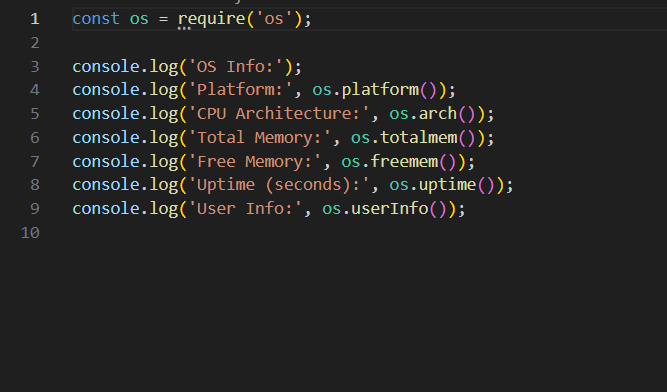 1 const os = require('os');
2
3 console.log('OS Info:');
4 console.log('Platform:', os.platform());
5 console.log('CPU Architecture:', os.arch());
6 console.log('Total Memory:', os.totalmem());
7 console.log('Free Memory:', os.freemem());
8 console.log('Uptime (seconds):', os.uptime());
9 console.log('User Info:', os.userInfo());
10